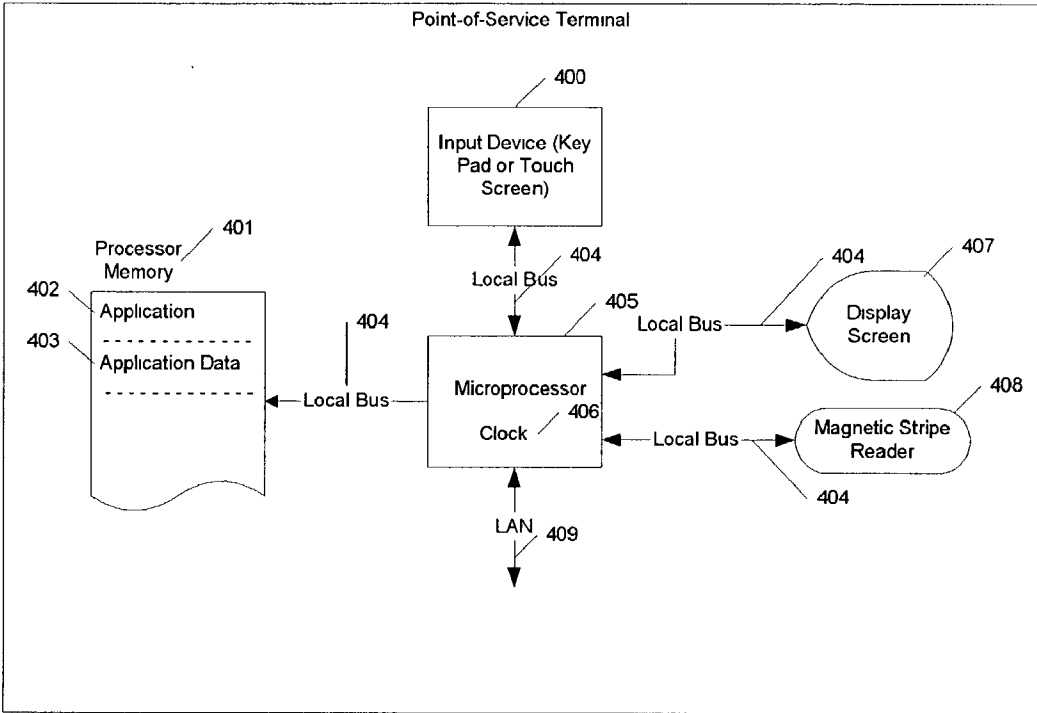 Point-of-Service Terminal
400
Input Device (Key
Pad or Touch
Screen)
401
Processor
Memory
402
Application
403
Application Data
404
Local Bus
404
Local Bus
405
Microprocessor
Clock
406
404
Local Bus
407
Display
Screen
408
Local Bus
Magnetic Stripe
Reader
404
LAN
409